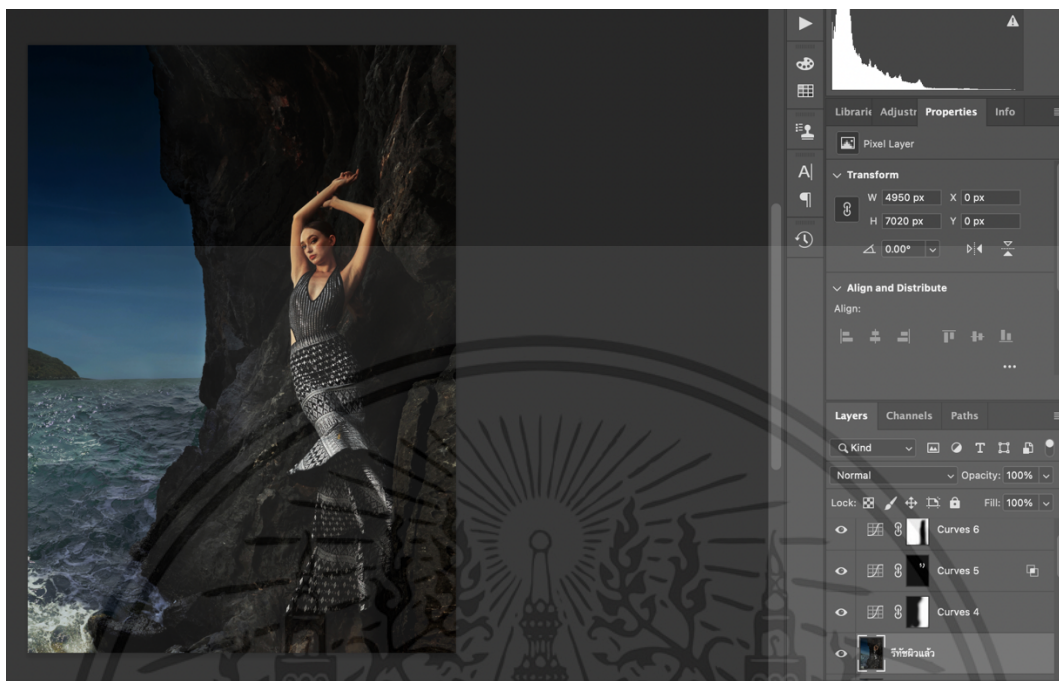 Librarie Adjustr Properties Info
Pixel Layer
Transform
W 4950 px X 0 px
H 7020 px Y 0 px
0.00°
Align and Distribute
Align:
Layers Channels Paths
Kind
Normal Opacity: 100%
Lock: Fill: 100%
Curves 6
Curves 5
Curves 4
รีทัชผิวแล้ว